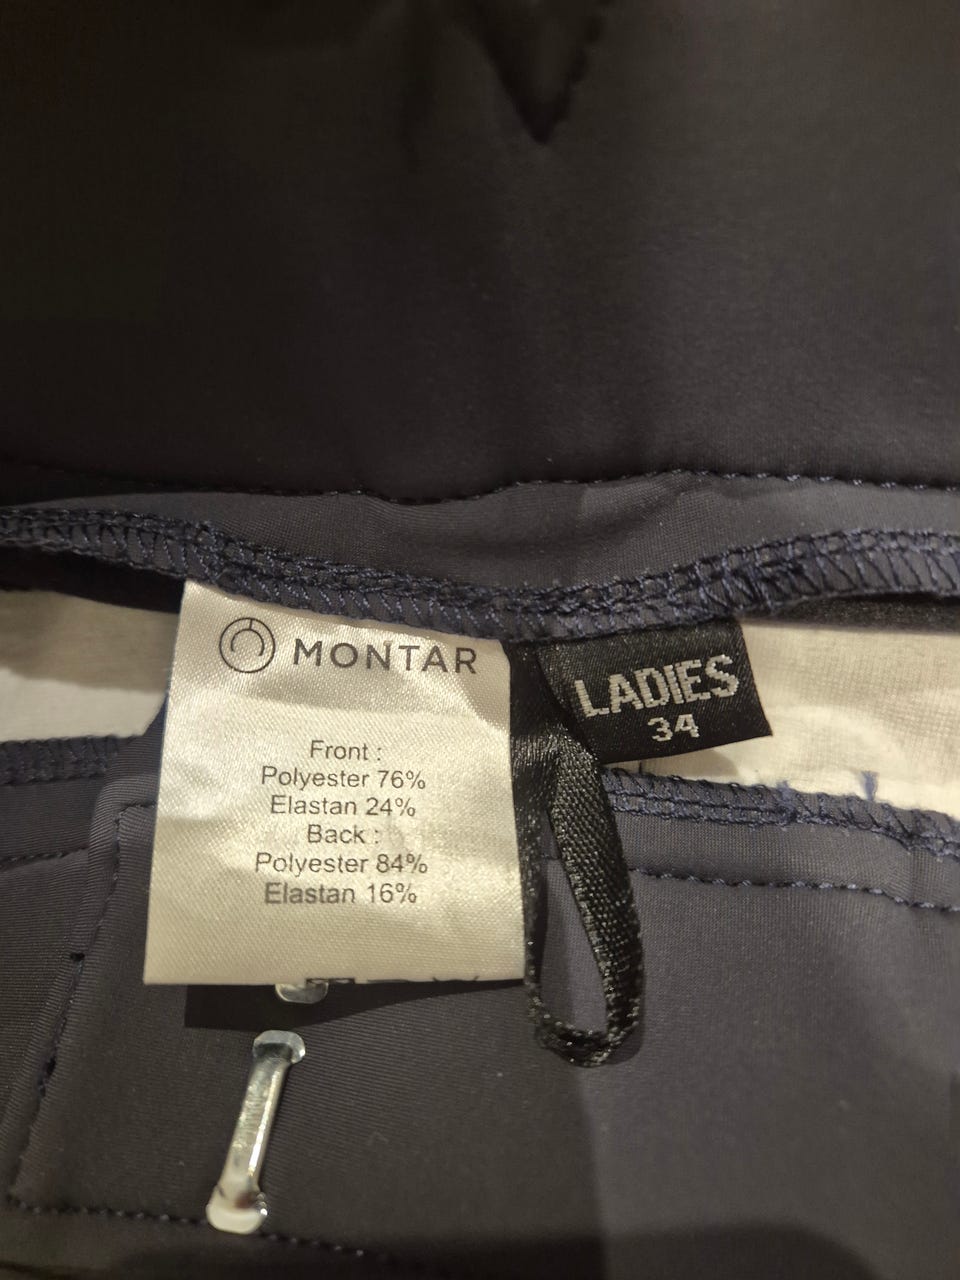 MONTAR
Front :
Polyester 76%
Elastan 24%
Back :
Polyester 84%
Elastan 16%
LADIES
34